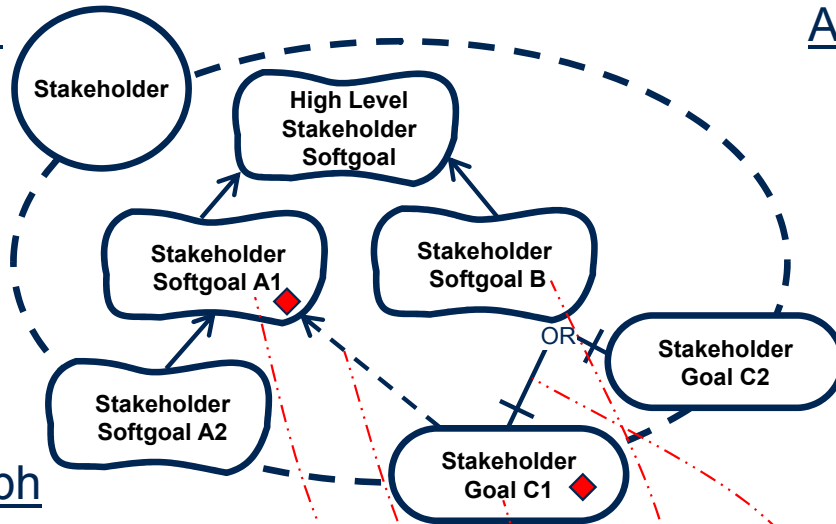 A
Stakeholder
High Level
Stakeholder
Softgoal
Stakeholder
Softgoal A1
Stakeholder
Softgoal B
OR
Stakeholder
Goal C2
Stakeholder
Softgoal A2
Stakeholder
Goal C1
ph